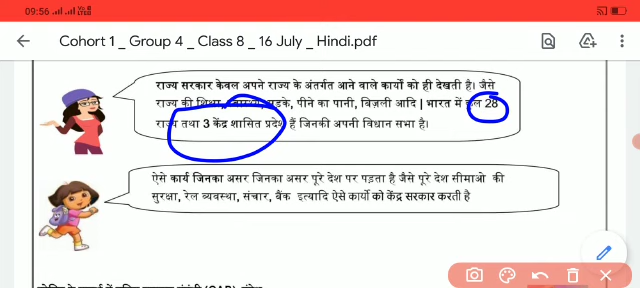 09:56
Cohort 1 _ Group 4 _ Class 8 _ 16 July _ Hindi.pdf
राज्य सरकार केवल अपने राज्य के अंतर्गत आने वाले कार्यों को ही देखती है। जैसे
राज्य की शिक्षा, सड़के, पीने का पानी, बिज़ली आदि | भारत में कुल 28
राज्य तथा 3 केंद्र शासित प्रदेश हैं जिनकी अपनी विधान सभा है।
ऐसे कार्य जिनका असर जिनका असर पूरे देश पर पड़ता है जैसे पूरे देश सीमाओ की
सुरक्षा, रेल व्यवस्था, संचार, बैंक इत्यादि ऐसे कार्यो को केंद्र सरकार करती है